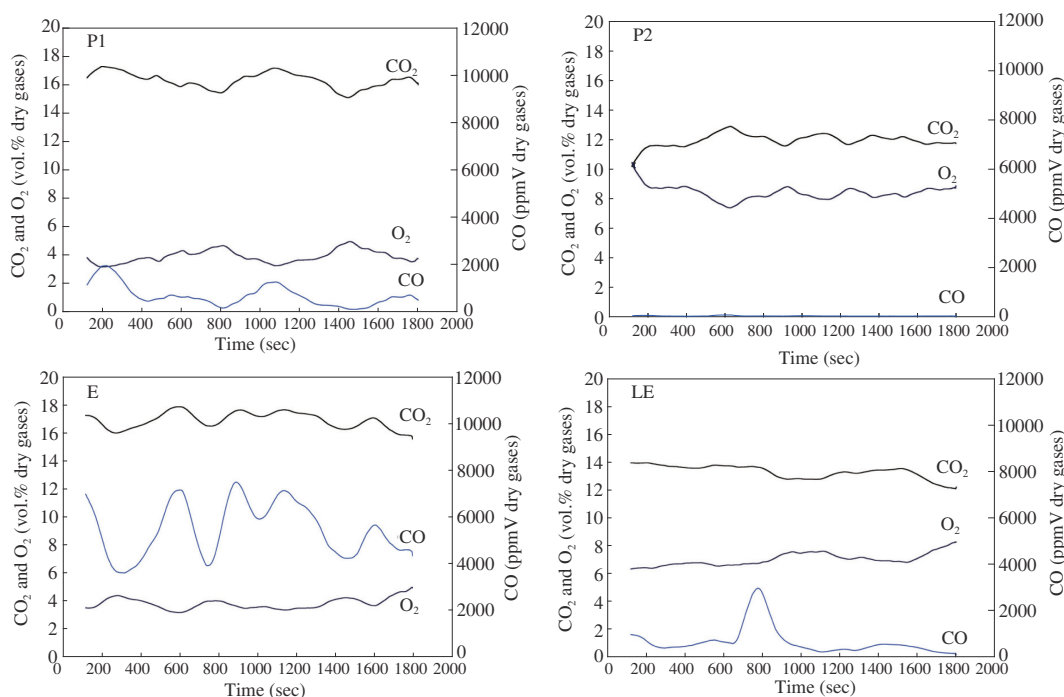 P1
CO₂ and O₂ (vol.% dry gases)
20
18
16
14
12
10
8
6
4
2
0
CO₂
O₂
CO
12000
10000
8000
6000
4000
2000
0
CO (ppmV dry gases)
0 200 400 600 800 1000 1200 1400 1600 1800 2000
Time (sec)
P2
CO₂ and O₂ (vol.% dry gases)
20
18
16
14
12
10
8
6
4
2
0
CO₂
O₂
CO
12000
10000
8000
6000
4000
2000
0
CO (ppmV dry gases)
0 200 400 600 800 1000 1200 1400 1600 1800 2000
Time (sec)
E
CO₂ and O₂ (vol.% dry gases)
20
18
16
14
12
10
8
6
4
2
0
CO₂
CO
O₂
12000
10000
8000
6000
4000
2000
0
CO (ppmV dry gases)
0 200 400 600 800 1000 1200 1400 1600 1800 2000
Time (sec)
LE
CO₂ and O₂ (vol.% dry gases)
20
18
16
14
12
10
8
6
4
2
0
CO₂
O₂
CO
12000
10000
8000
6000
4000
2000
0
CO (ppmV dry gases)
0 200 400 600 800 1000 1200 1400 1600 1800 2000
Time (sec)